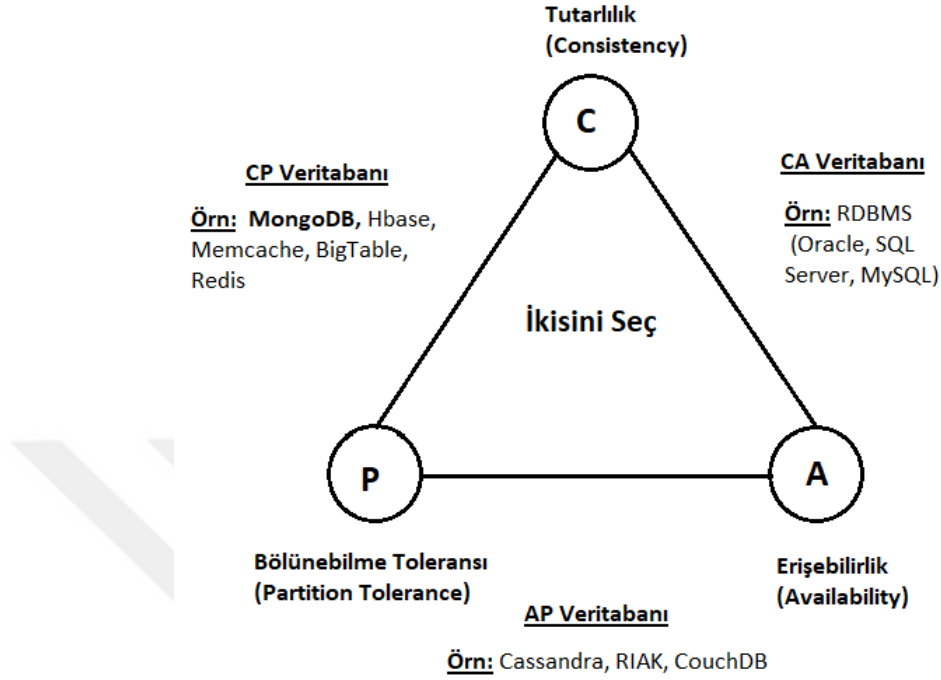 Tutarlılık
(Consistency)
C
CP Veritabanı
Örn: MongoDB, Hbase,
Memcache, BigTable,
Redis
CA Veritabanı
Örn: RDBMS
(Oracle, SQL
Server, MySQL)
İkisini Seç
P
A
Bölünebilme Toleransı
(Partition Tolerance)
Erişebilirlik
(Availability)
AP Veritabanı
Örn: Cassandra, RIAK, CouchDB